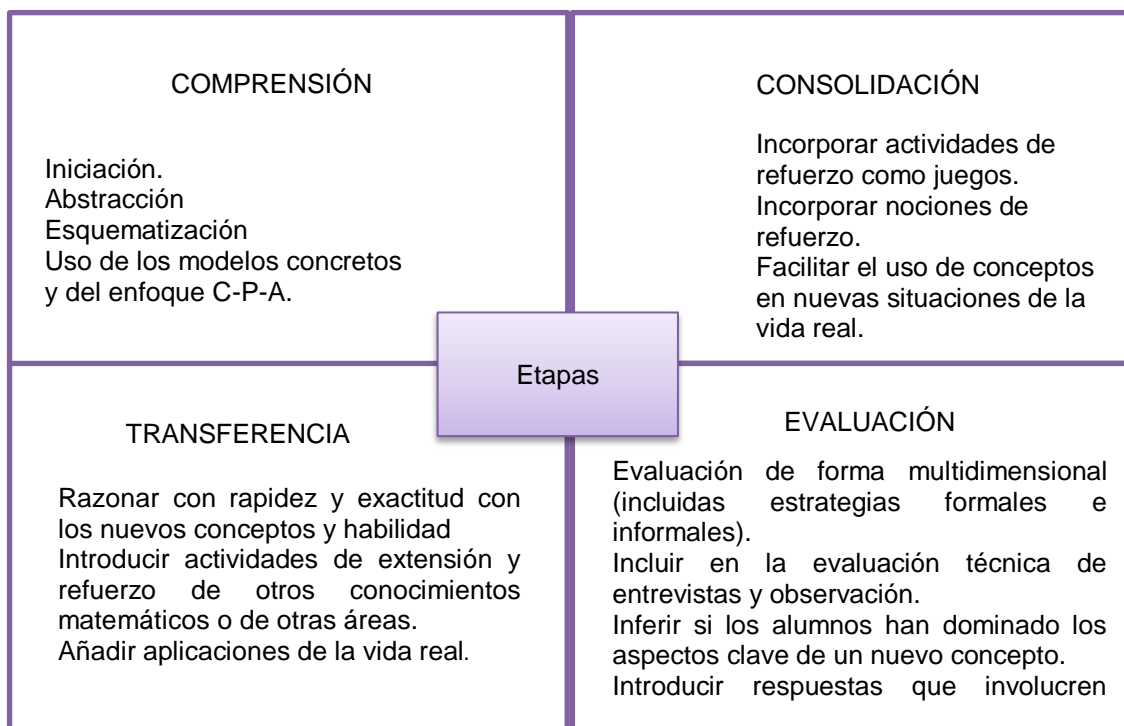 COMPRENSIÓN
Iniciación.
Abstracción
Esquematización
Uso de los modelos concretos
y del enfoque C-P-A.
CONSOLIDACIÓN
Incorporar actividades de
refuerzo como juegos.
Incorporar nociones de
refuerzo.
Facilitar el uso de conceptos
en nuevas situaciones de la
vida real.
Etapas
TRANSFERENCIA
Razonar con rapidez y exactitud con
los nuevos conceptos y habilidad
Introducir actividades de extensión y
refuerzo de otros conocimientos
matemáticos o de otras áreas.
Añadir aplicaciones de la vida real.
EVALUACIÓN
Evaluación de forma multidimensional
(incluidas estrategias formales e
informales).
Incluir en la evaluación técnica de
entrevistas y observación.
Inferir si los alumnos han dominado los
aspectos clave de un nuevo concepto.
Introducir respuestas que involucren